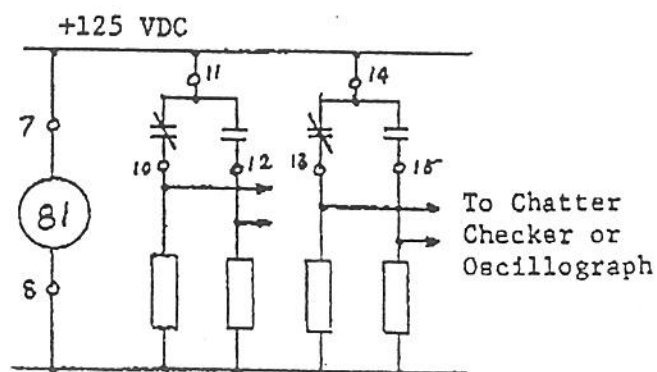 +125 VDC
11
14
7
10
12
13
15
81
To Chatter
Checker or
Oscillograph
8